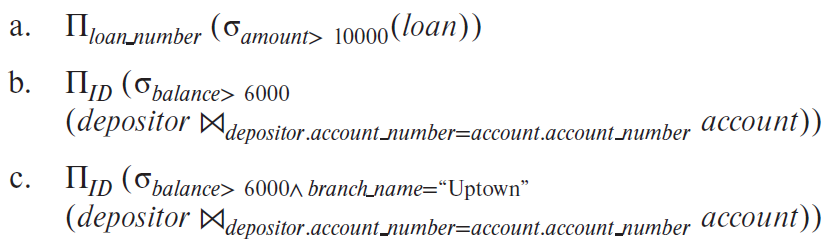 a. Π_loan_number (σ_amount> 10000 (loan))
b. Π_ID (σ_balance> 6000
(depositor ⋈_depositor.account_number=account.account_number account))
c. Π_ID (σ_balance> 6000∧ branch_name=“Uptown”
(depositor ⋈_depositor.account_number=account.account_number account))